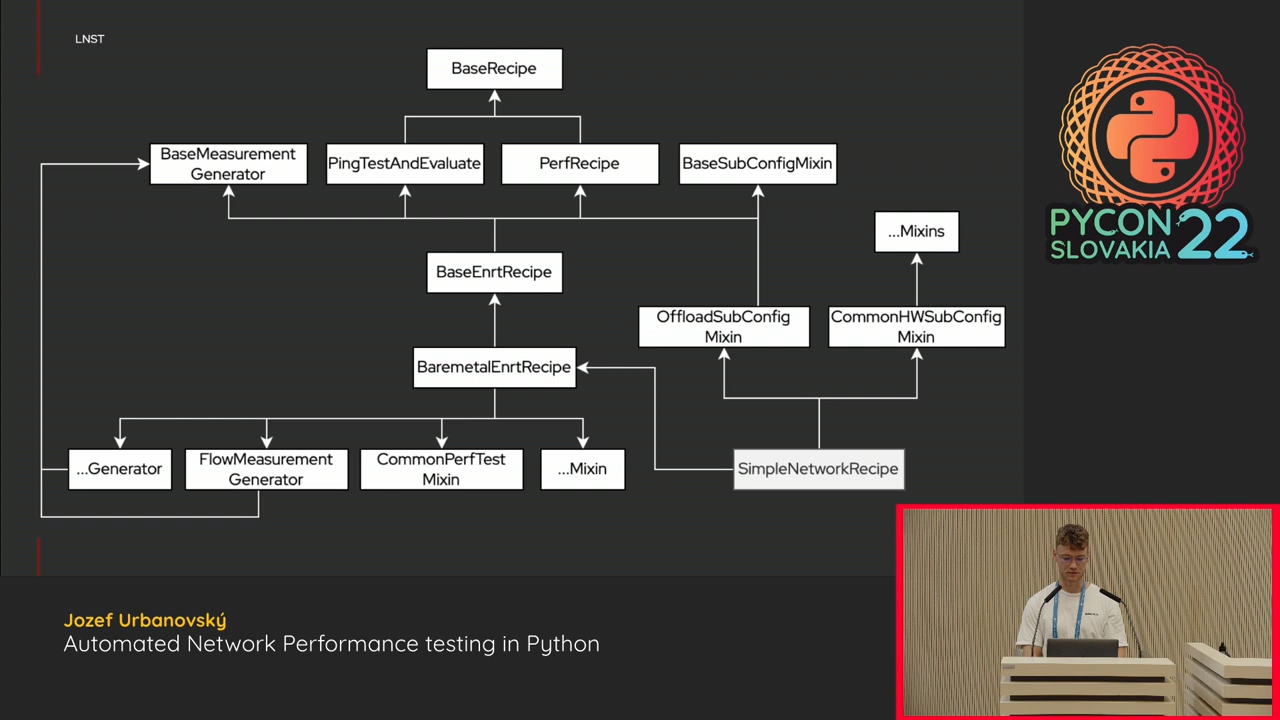 LNST
BaseRecipe
BaseMeasurement
Generator
PingTestAndEvaluate
PerfRecipe
BaseSubConfigMixin
...Mixins
BaseEnrtRecipe
OffloadSubConfig
Mixin
CommonHWSubConfig
Mixin
BaremetalEnrtRecipe
...Generator
FlowMeasurement
Generator
CommonPerfTest
Mixin
...Mixin
SimpleNetworkRecipe
PYCON
SLOVAKIA
22
Jozef Urbanovský
Automated Network Performance testing in Python